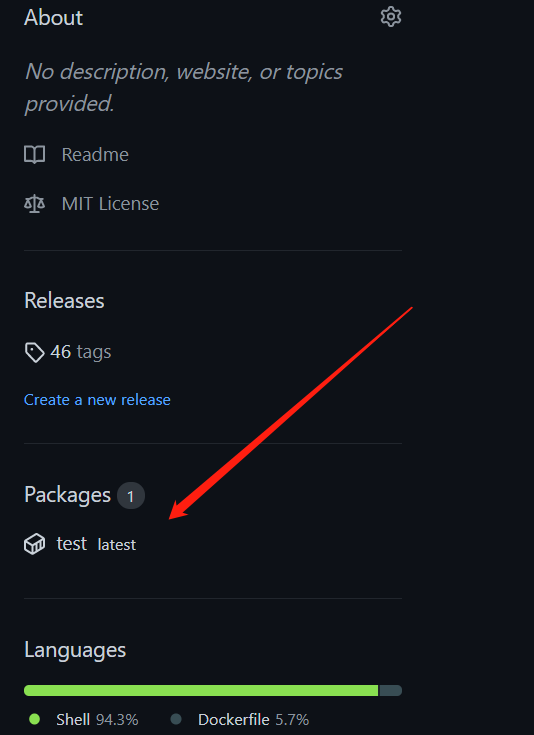 About
No description, website, or topics
provided.
Readme
MIT License
Releases
46 tags
Create a new release
Packages 1
test latest
Languages
Shell 94.3% Dockerfile 5.7%